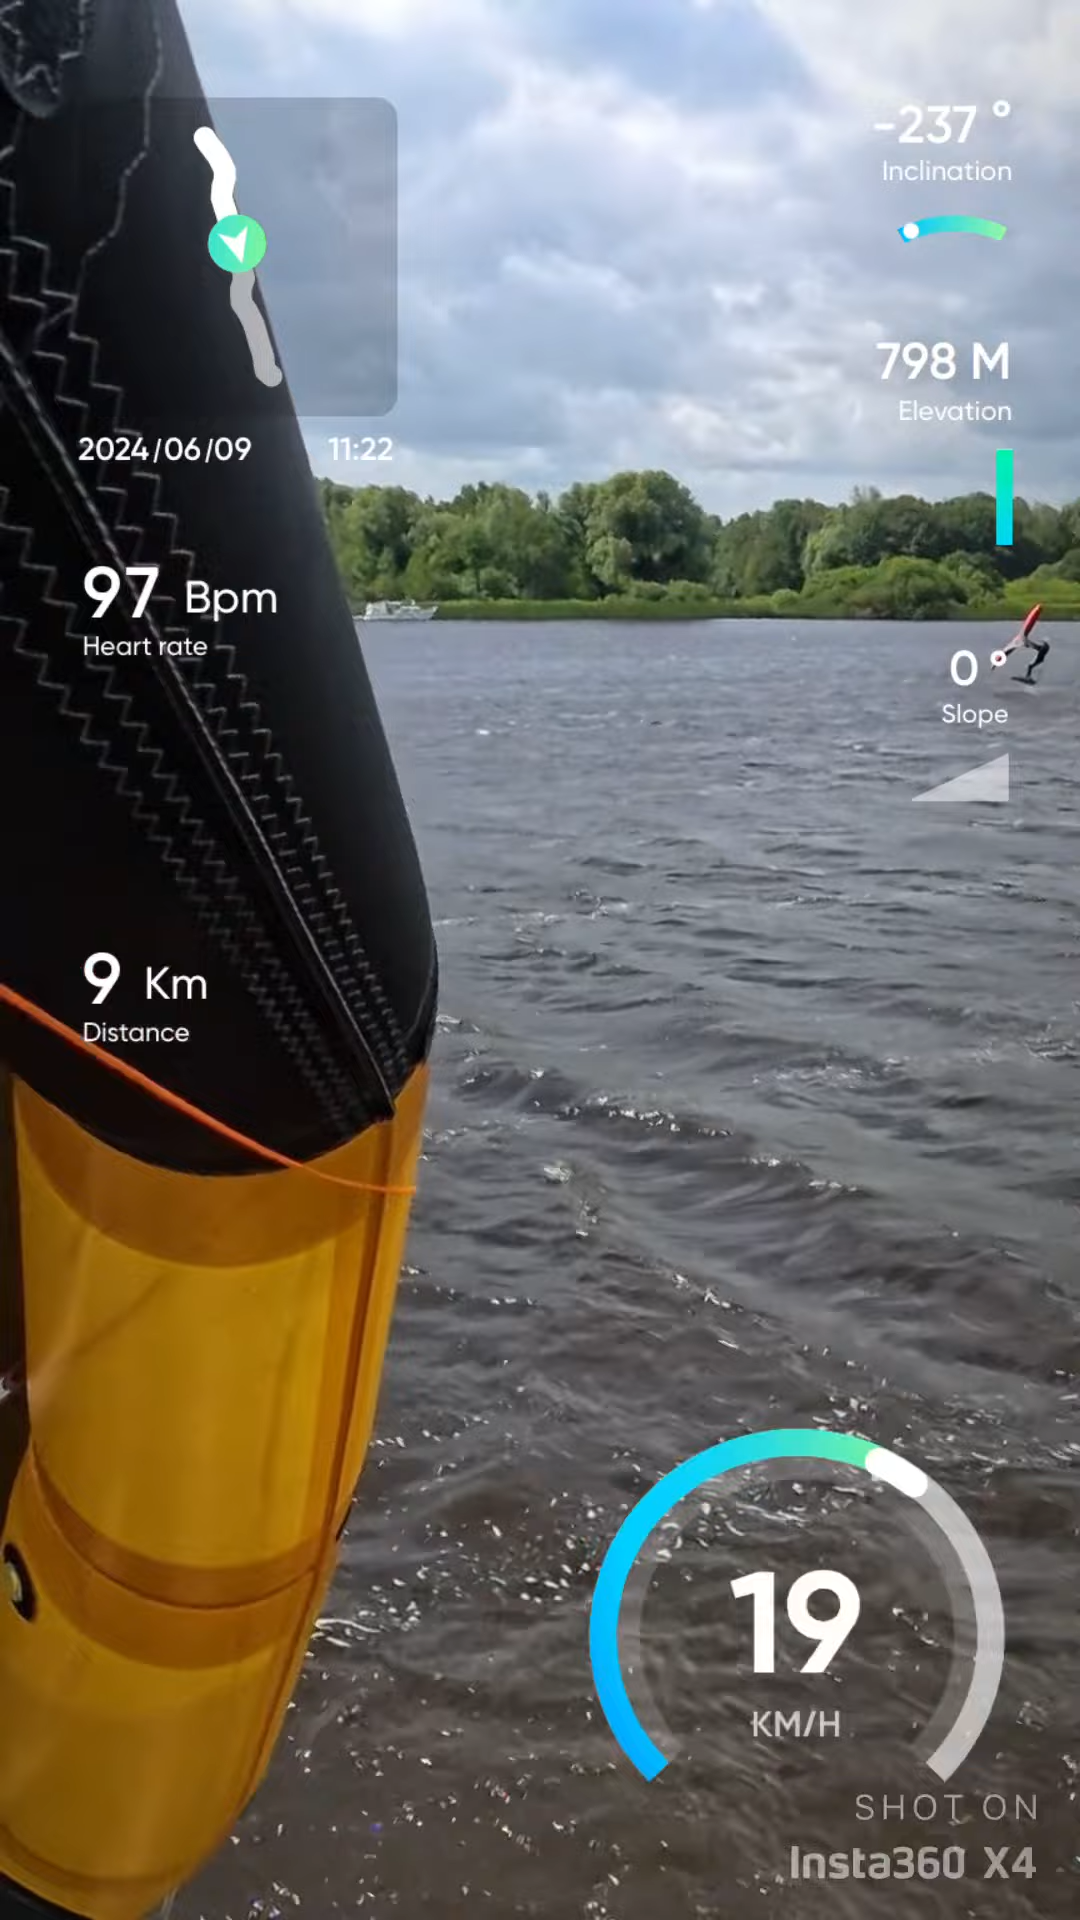 -237 °
Inclination
798 M
Elevation
2024/06/09 11:22
97 Bpm
Heart rate
0 °
Slope
9 Km
Distance
19
KM/H
SHOT ON
Insta360 X4